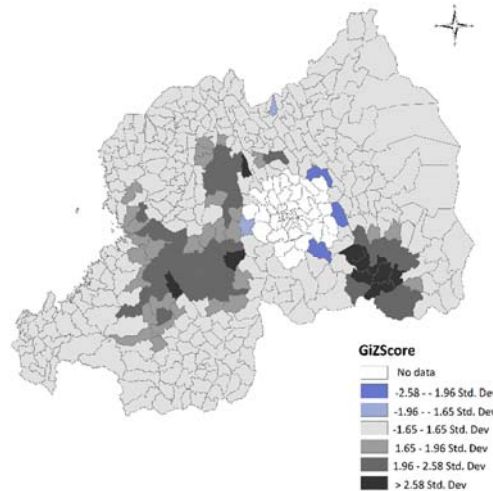 GiZScore
No data
-2.58 - - 1.96 Std. Dev
-1.96 - - 1.65 Std. Dev
-1.65 - 1.65 Std. Dev
1.65 - 1.96 Std. Dev
1.96 - 2.58 Std. Dev
> 2.58 Std. Dev